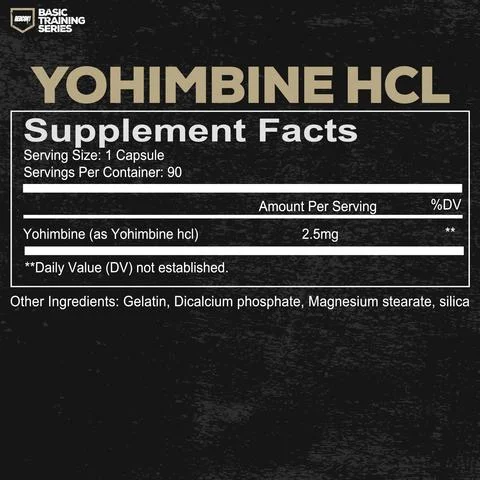 BASIC
TRAINING
SERIES
YOHIMBINE HCL
Supplement Facts
Serving Size: 1 Capsule
Servings Per Container: 90
Amount Per Serving %DV
Yohimbine (as Yohimbine hcl) 2.5mg **
**Daily Value (DV) not established.
Other Ingredients: Gelatin, Dicalcium phosphate, Magnesium stearate, silica